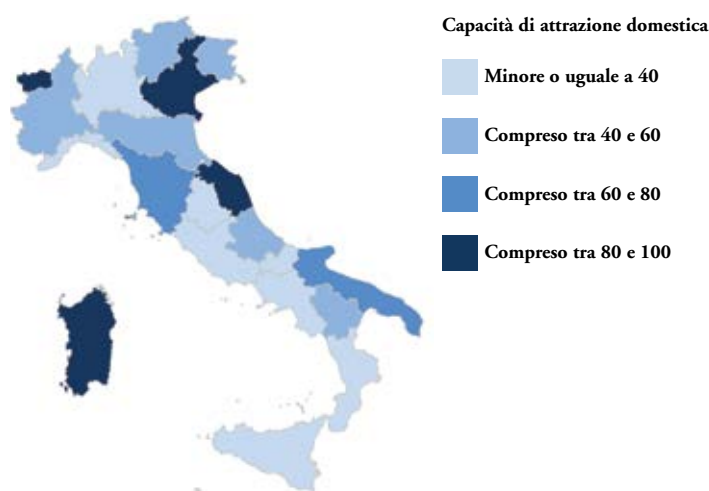 Capacità di attrazione domestica
Minore o uguale a 40
Compreso tra 40 e 60
Compreso tra 60 e 80
Compreso tra 80 e 100